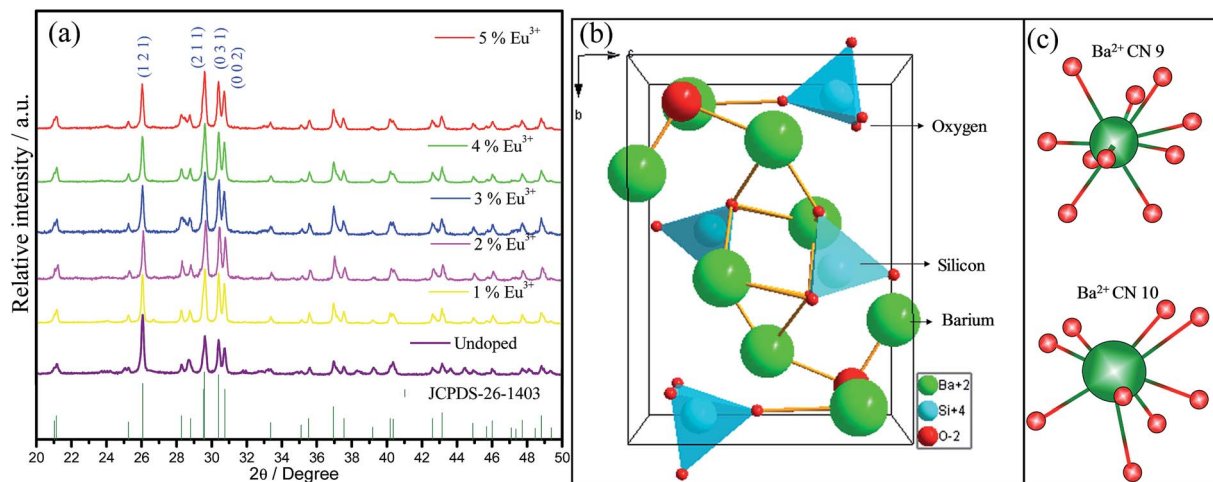 (a)
5 % Eu³⁺
(1 2 1)
(2 1 1)
(0 3 1)
(0 0 2)
4 % Eu³⁺
3 % Eu³⁺
2 % Eu³⁺
1 % Eu³⁺
Undoped
JCPDS-26-1403
Relative intensity / a.u.
20 22 24 26 28 30 32 34 36 38 40 42 44 46 48 50
2θ / Degree
(b)
c
b
Oxygen
Silicon
Barium
Ba+2
Si+4
O-2
(c)
Ba²⁺ CN 9
Ba²⁺ CN 10